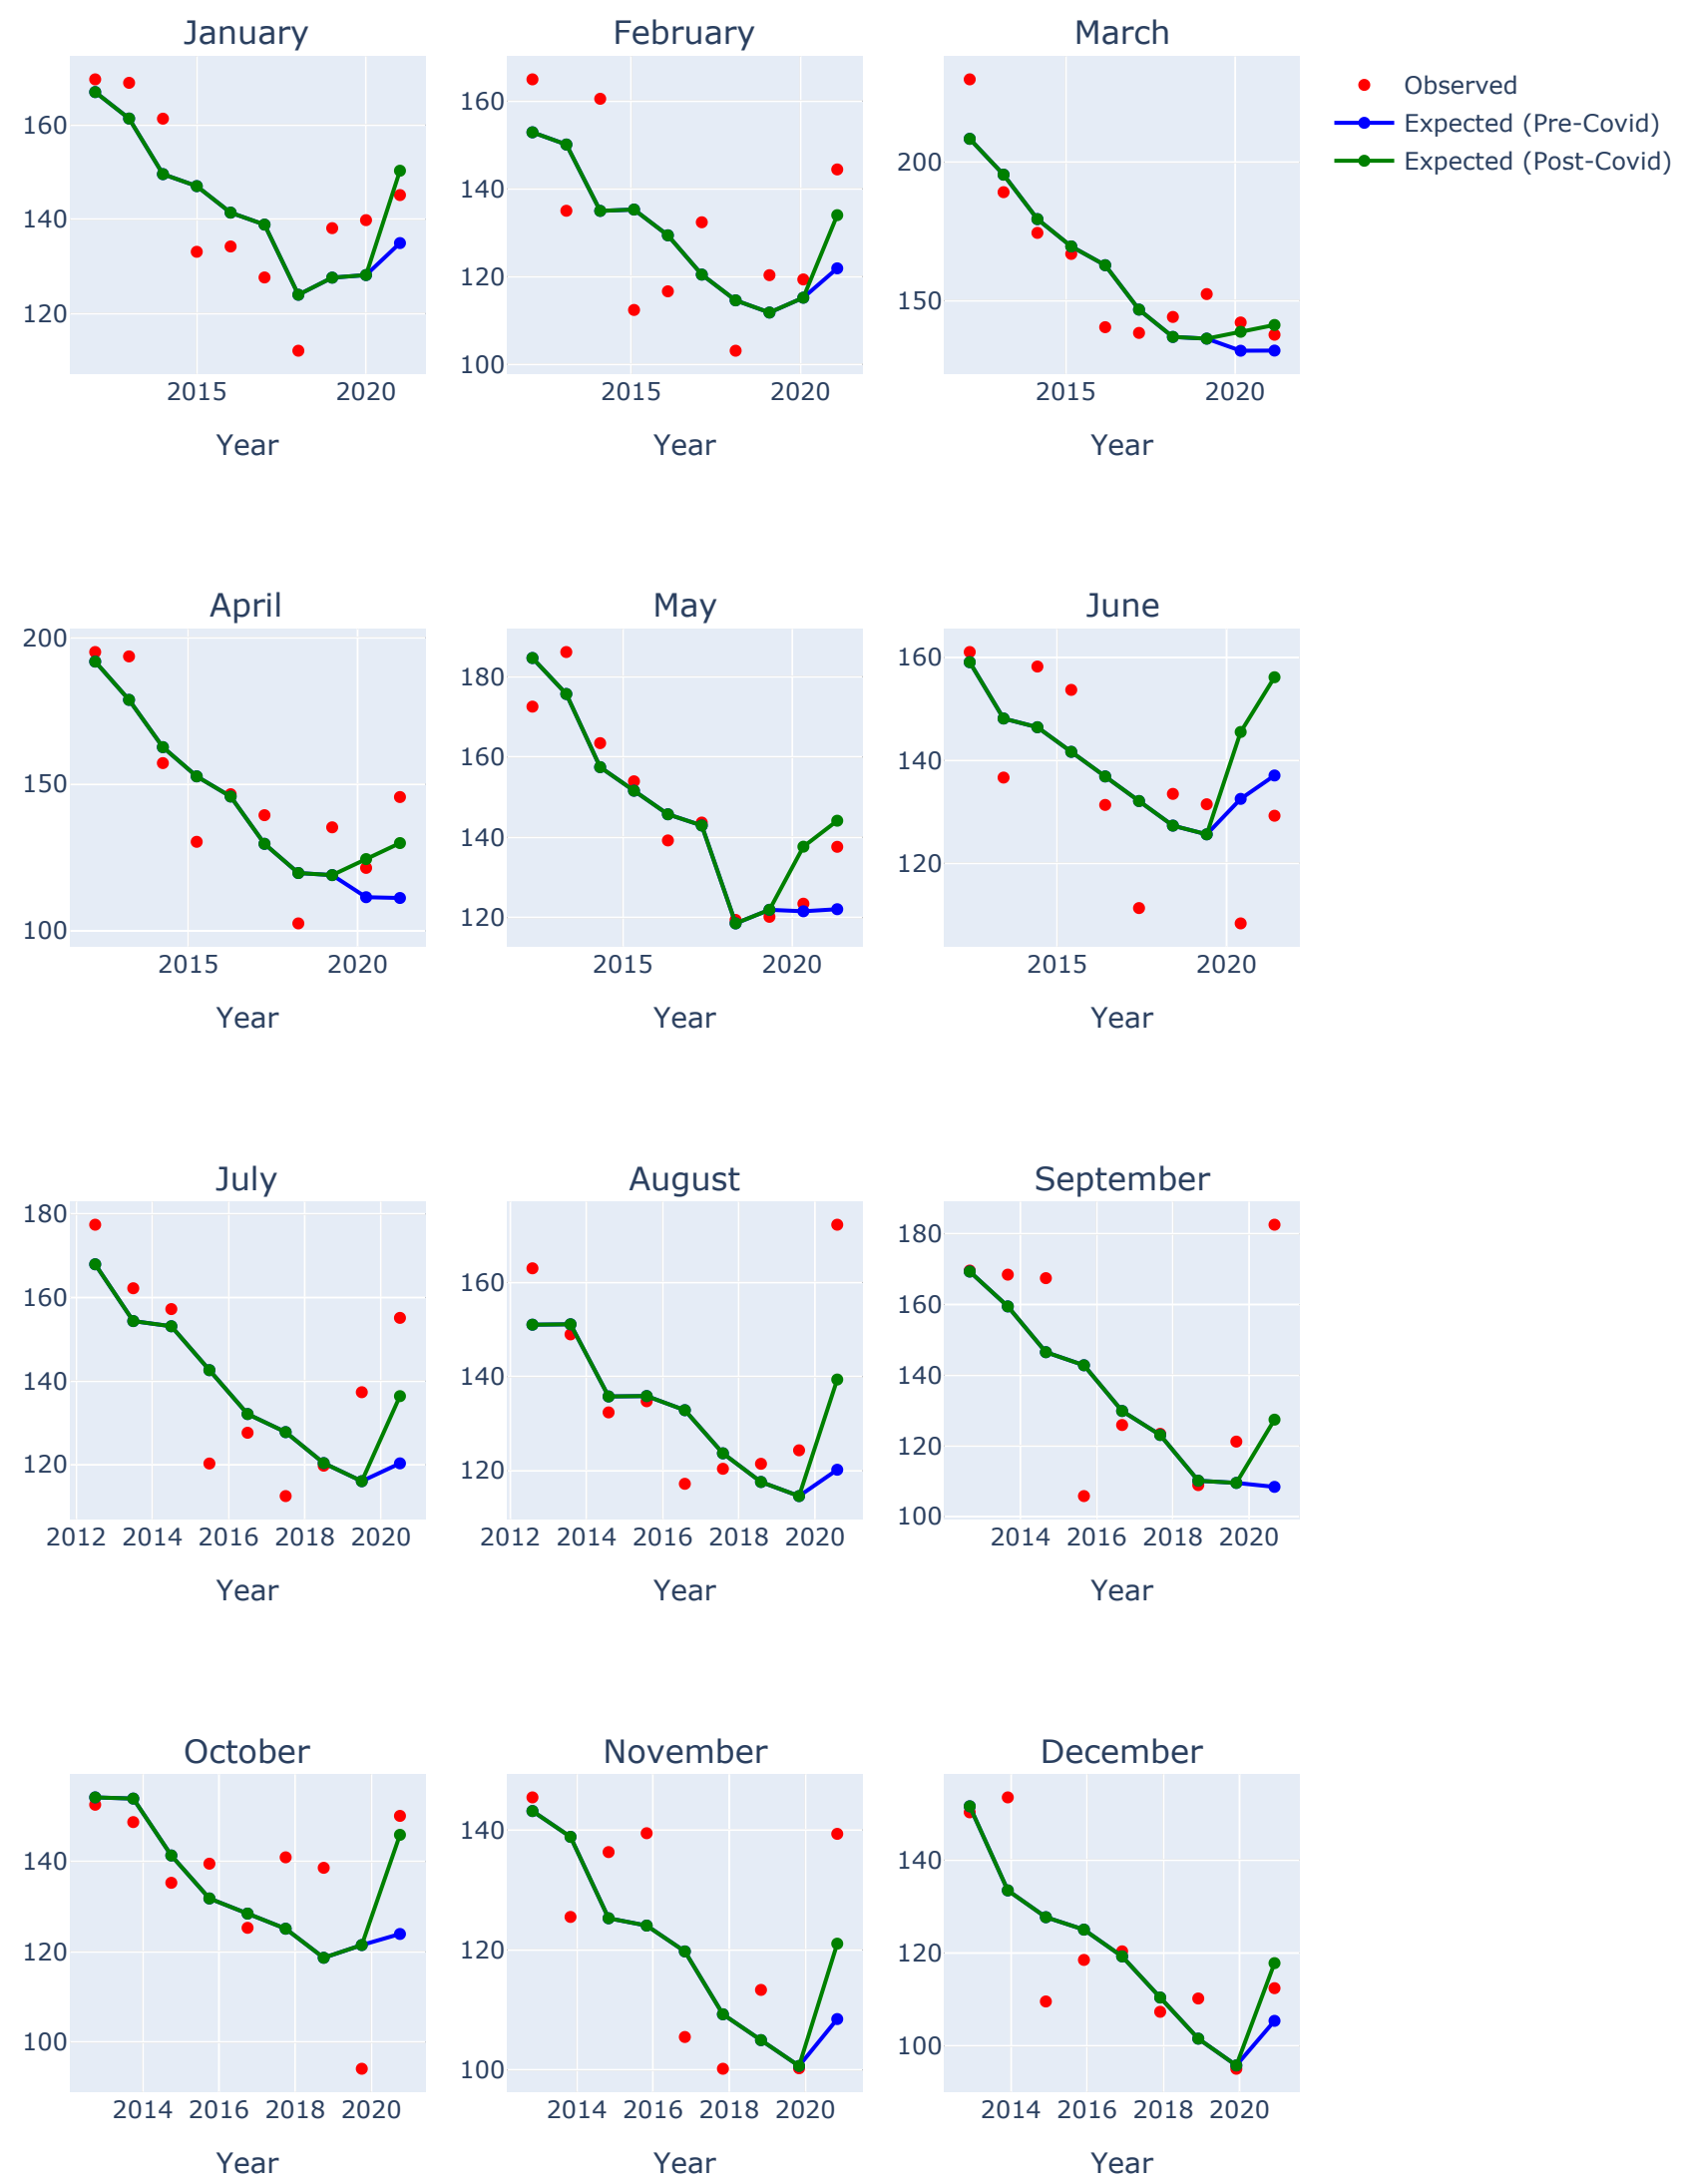 January
February
March
160
140
120
2015
2020
Year
160
140
120
100
2015
2020
Year
200
150
2015
2020
Year
Observed
Expected (Pre-Covid)
Expected (Post-Covid)
April
May
June
200
150
100
2015
2020
Year
180
160
140
120
2015
2020
Year
160
140
120
2015
2020
Year
July
August
September
180
160
140
120
2012 2014 2016 2018 2020
Year
160
140
120
2012 2014 2016 2018 2020
Year
180
160
140
120
100
2014 2016 2018 2020
Year
October
November
December
140
120
100
2014 2016 2018 2020
Year
140
120
100
2014 2016 2018 2020
Year
140
120
100
2014 2016 2018 2020
Year